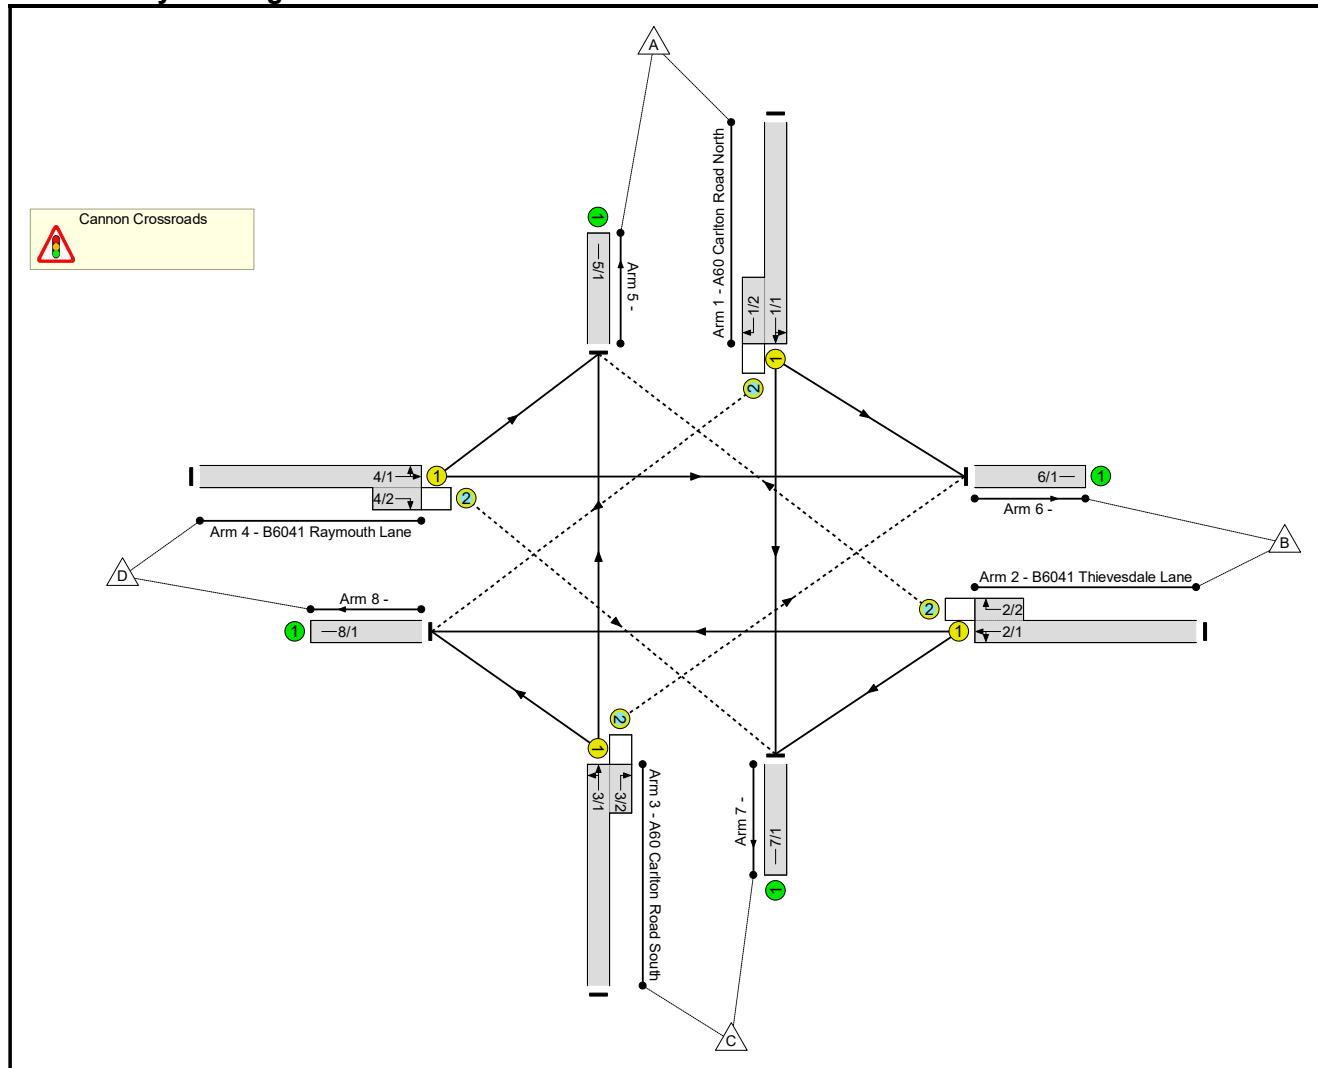 A
Cannon Crossroads
1
5/1
Arm 5 -
Arm 1 - A60 Carlton Road North
1/2
1/1
1
2
4/1
1
4/2
2
Arm 4 - B6041 Raymouth Lane
6/1
1
Arm 6 -
B
D
Arm 8 -
1
8/1
Arm 2 - B6041 Thievesdale Lane
2
2/2
1
2/1
2
1
3/1
3/2
Arm 3 - A60 Carlton Road South
Arm 7 -
7/1
1
C